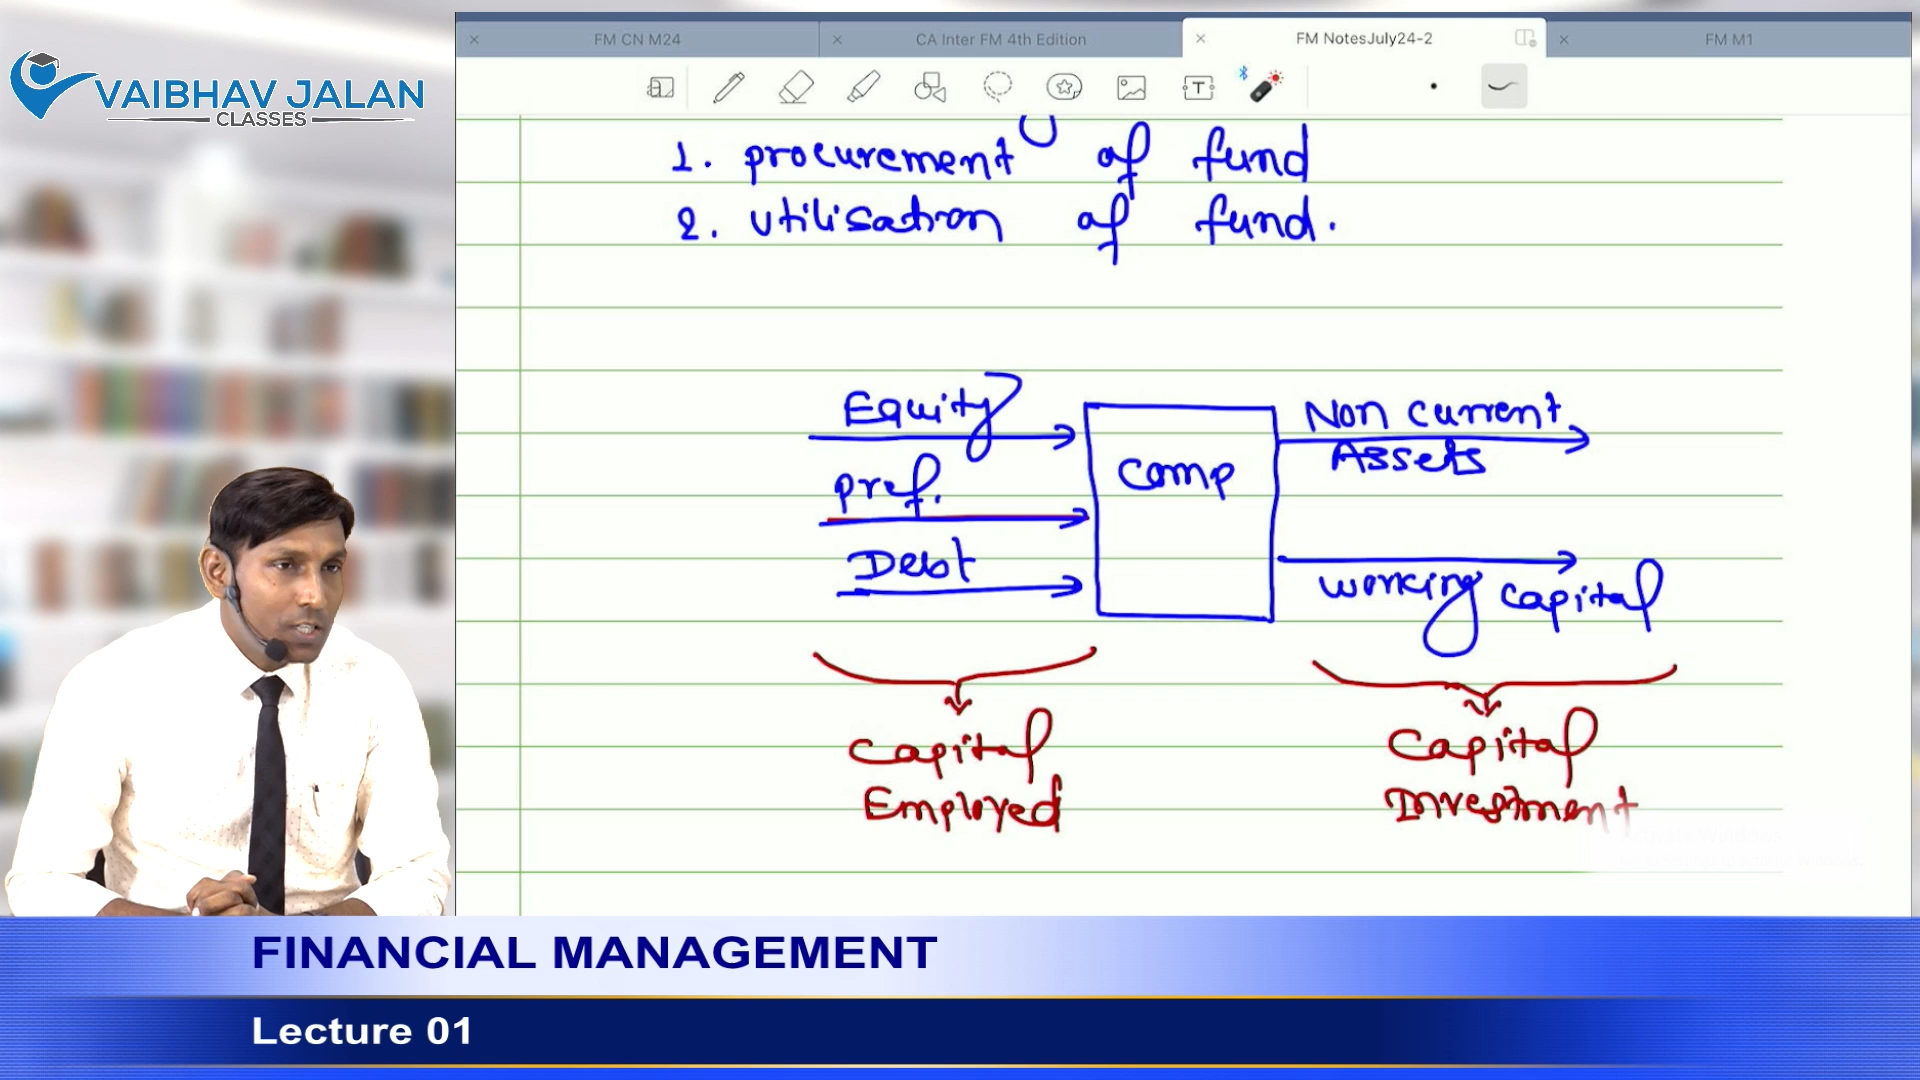 VAIBHAV JALAN
CLASSES
FM CN M24
CA Inter FM 4th Edition
FM NotesJuly24-2
FM M1
1. procurement of fund
2. utilisation of fund.
Equity
pref.
Debt
comp
Non current
Assets
working capital
Capital
Employed
Capital
Investment
FINANCIAL MANAGEMENT
Lecture 01